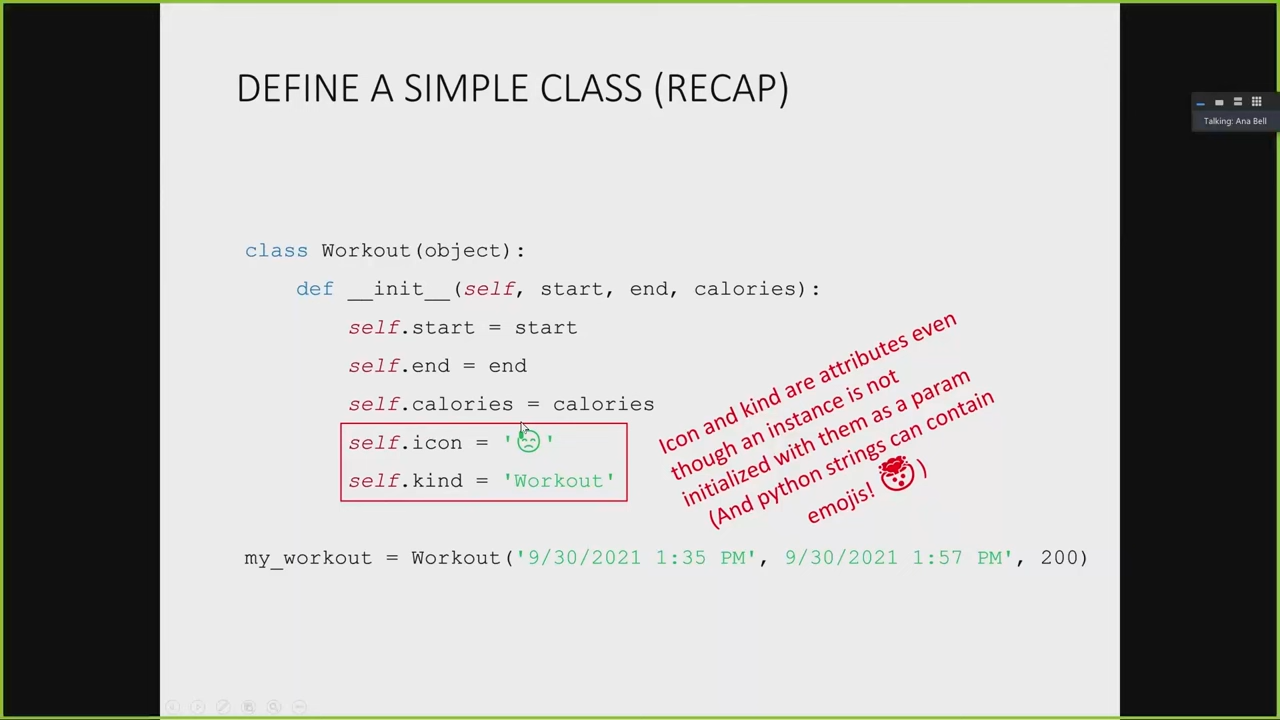 DEFINE A SIMPLE CLASS (RECAP)
Talking: Ana Bell
class Workout(object):
def __init__(self, start, end, calories):
self.start = start
self.end = end
self.calories = calories
self.icon = '😓'
self.kind = 'Workout'
Icon and kind are attributes even
though an instance is not
initialized with them as a param
(And python strings can contain
emojis! 🤯)
my_workout = Workout('9/30/2021 1:35 PM', 9/30/2021 1:57 PM', 200)